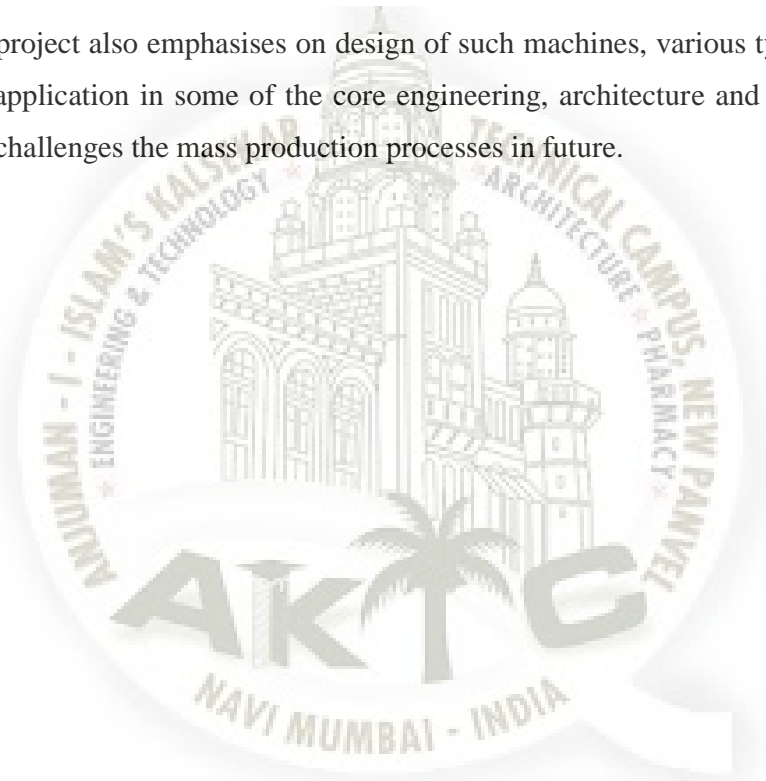 project also emphasises on design of such machines, various
application in some of the core engineering, architecture and
challenges the mass production processes in future.
ANJUMAN - I - ISLAM'S KALSEKAR TECHNICAL CAMPUS, NEW PANVEL
ENGINEERING & TECHNOLOGY * * ARCHITECTURE * PHARMACY *
AKTC
NAVI MUMBAI - INDIA